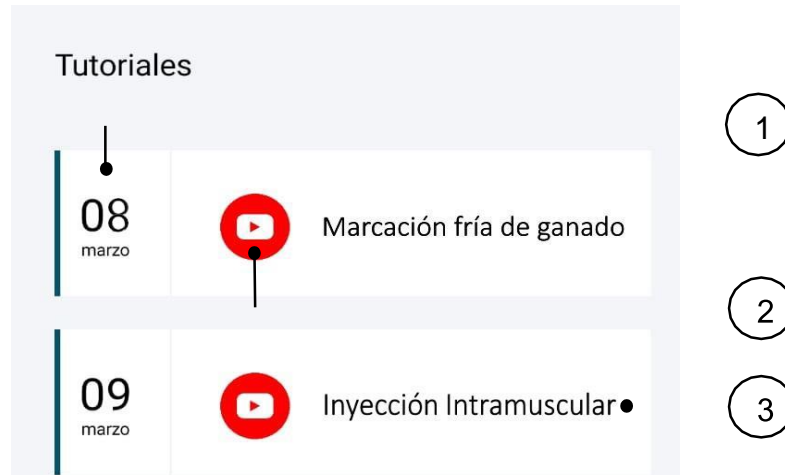 Tutoriales
1
08
marzo
Marcación fría de ganado
2
09
marzo
Inyección Intramuscular
3